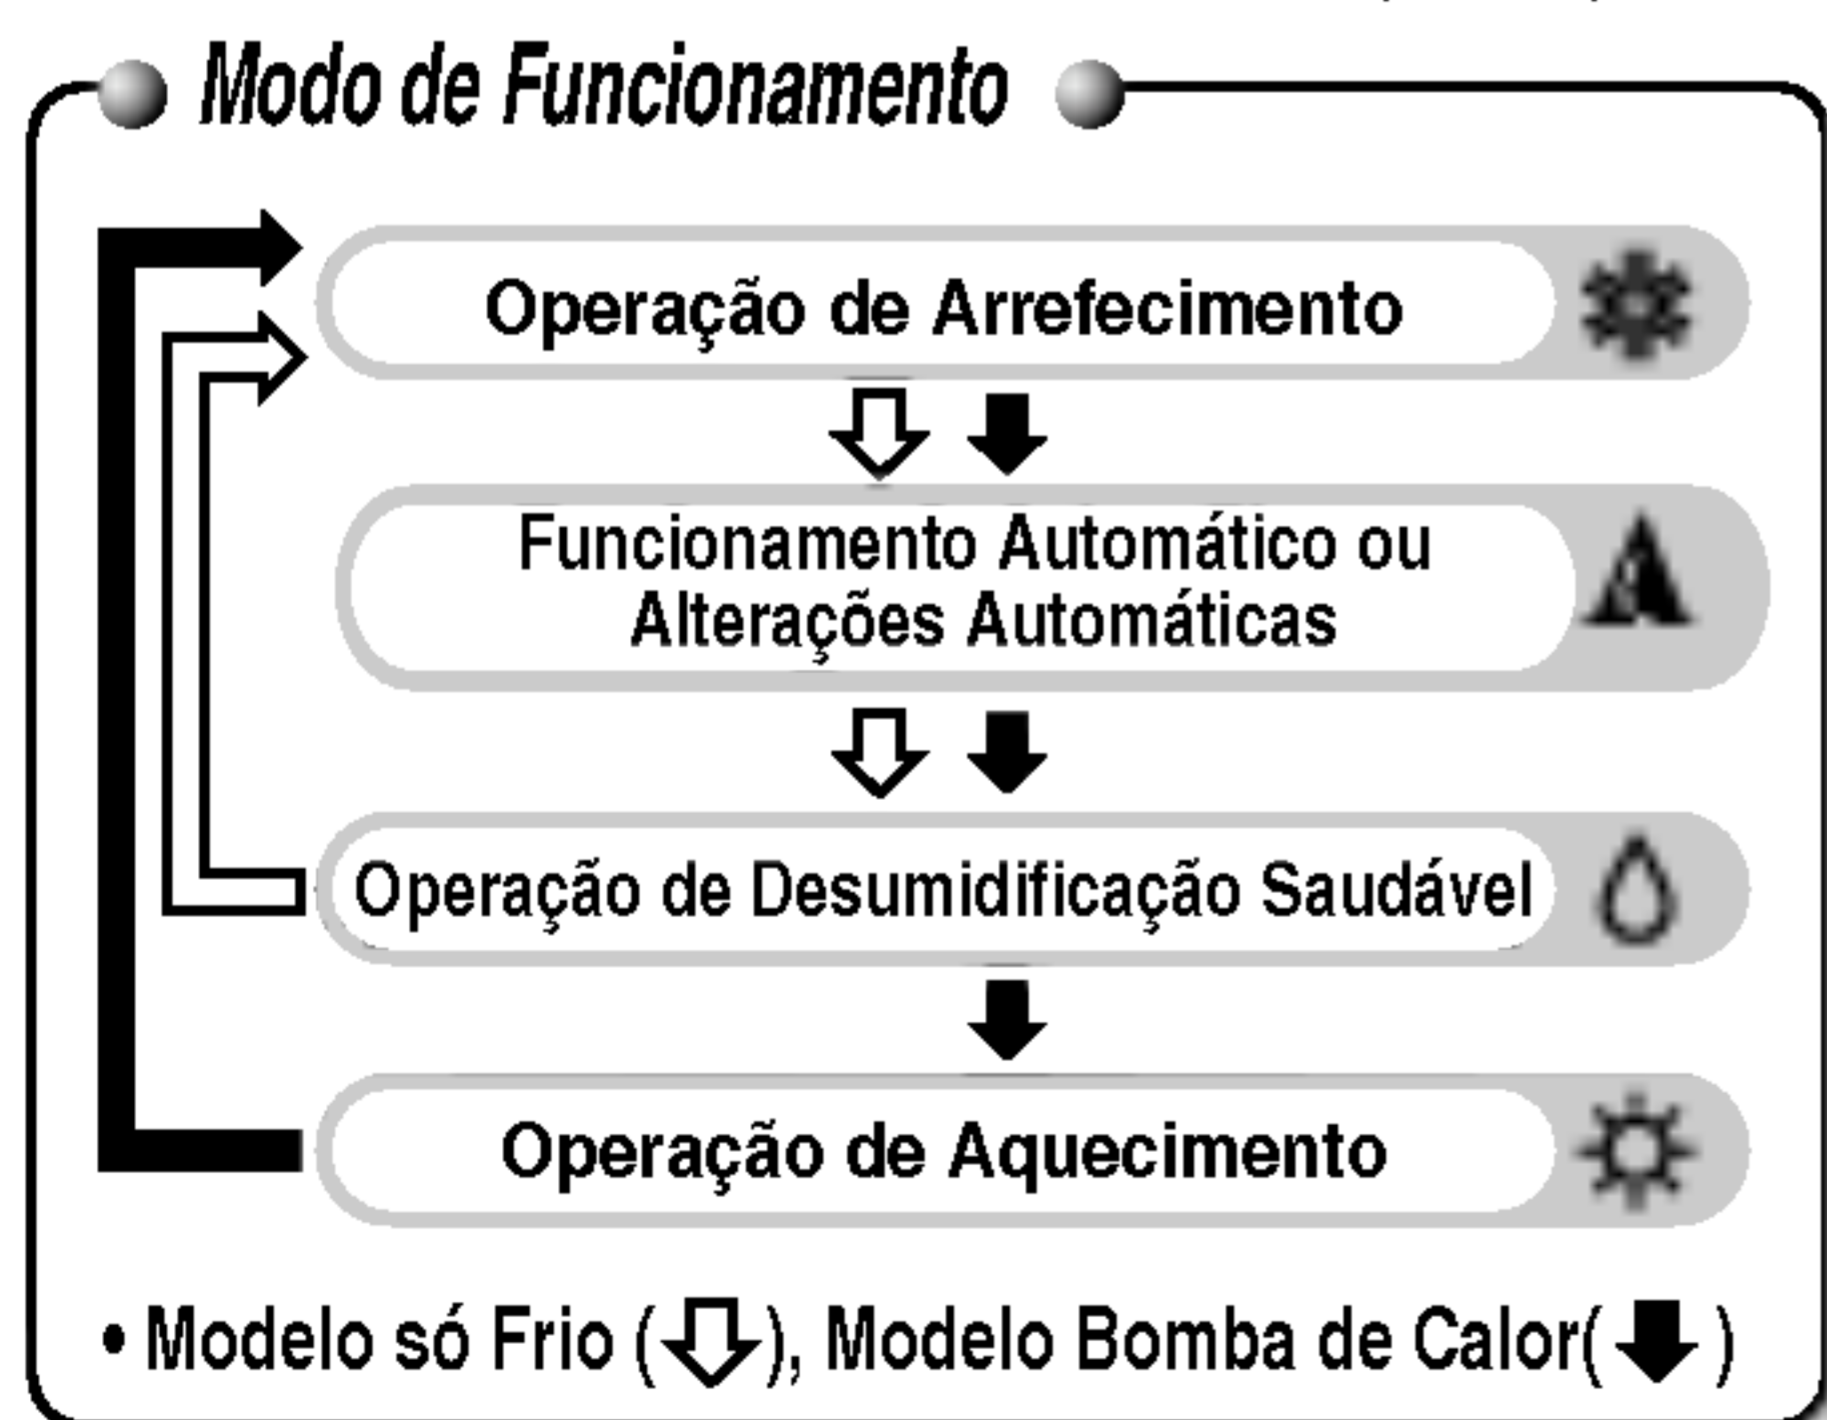 Modo de Funcionamento
Operação de Arrefecimento
Funcionamento Automático ou
Alterações Automáticas
Operação de Desumidificação Saudável
Operação de Aquecimento
• Modelo só Frio ( ), Modelo Bomba de Calor( )